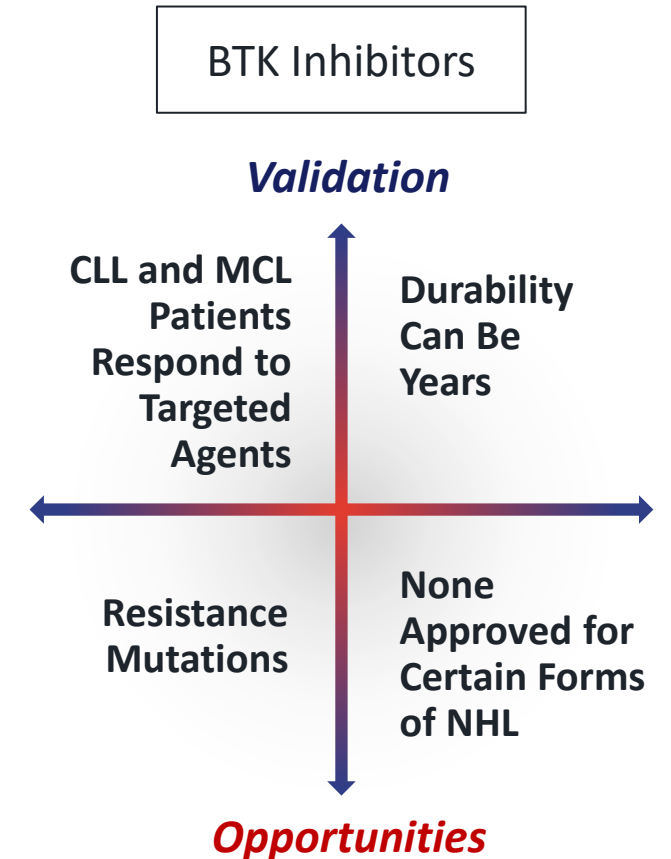 BTK Inhibitors
Validation
CLL and MCL
Patients
Respond to
Targeted
Agents
Durability
Can Be
Years
Resistance
Mutations
None
Approved for
Certain Forms
of NHL
Opportunities